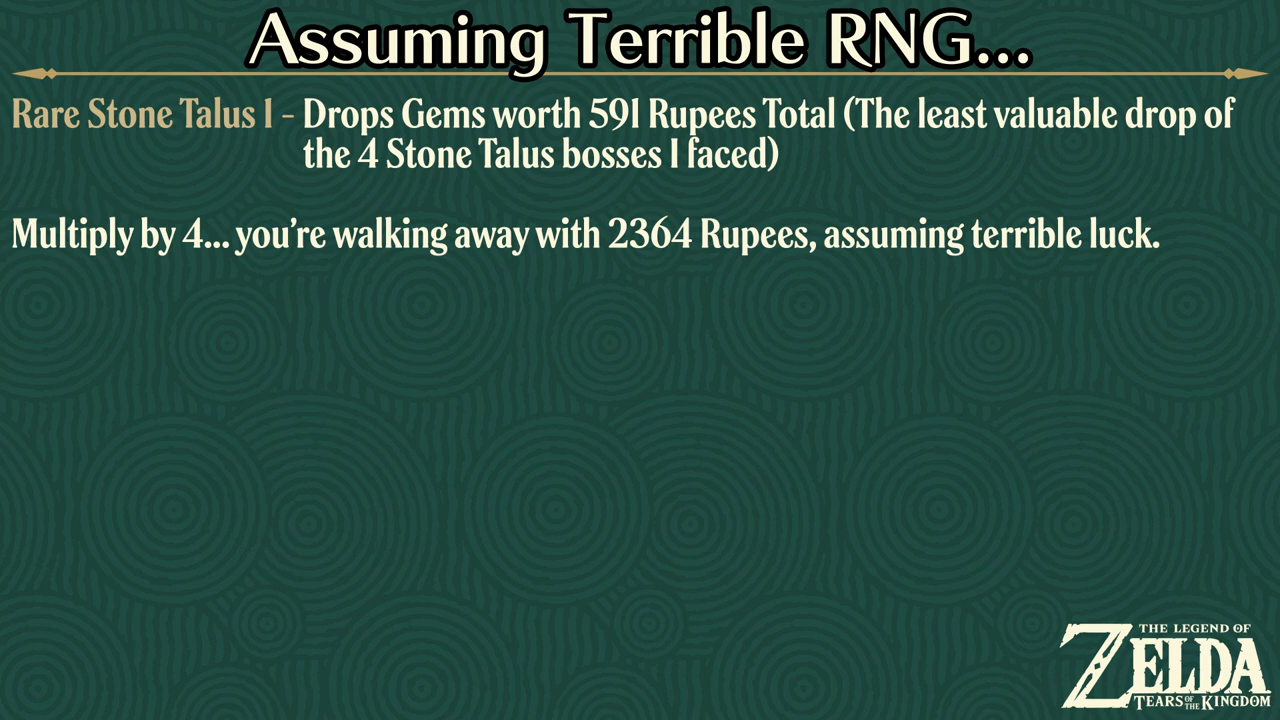 Assuming Terrible RNG...
Rare Stone Talus 1 - Drops Gems worth 591 Rupees Total (The least valuable drop of
the 4 Stone Talus bosses I faced)
Multiply by 4... you're walking away with 2364 Rupees, assuming terrible luck.
THE LEGEND OF
ZELDA
TEARS OF THE KINGDOM